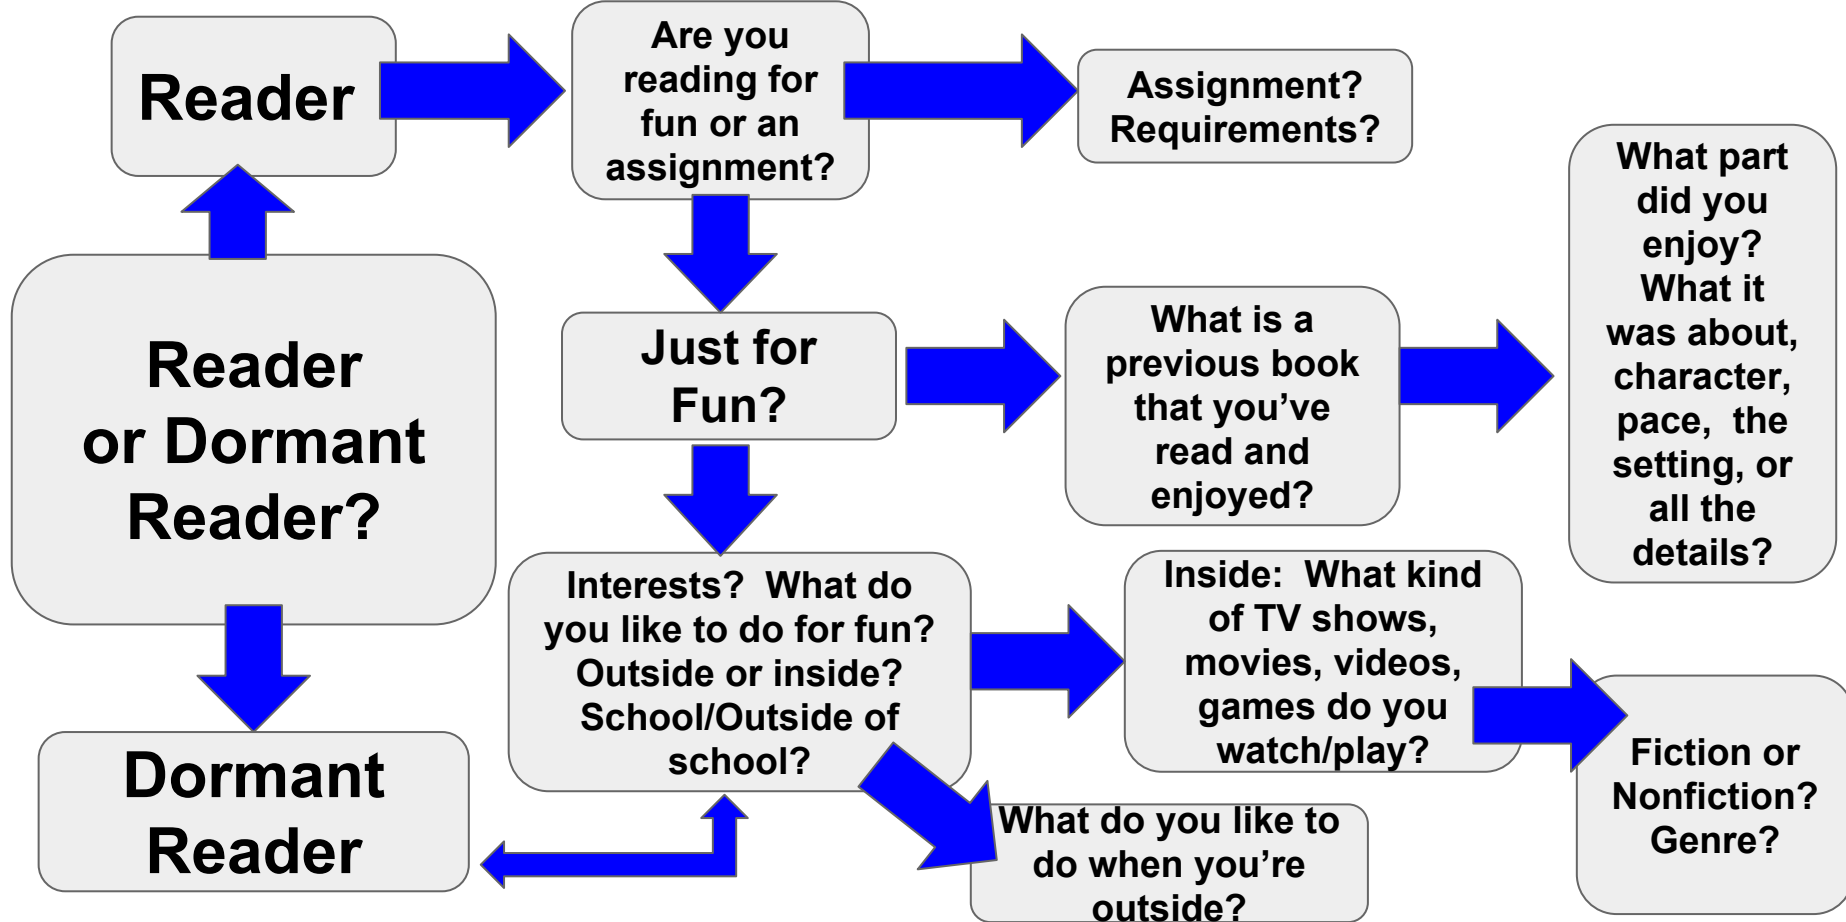 Reader
Are you
reading for
fun or an
assignment?
Assignment?
Requirements?
What part
did you
enjoy?
What it
was about,
character,
pace, the
setting, or
all the
details?
Reader
or Dormant
Reader?
Just for
Fun?
What is a
previous book
that you’ve
read and
enjoyed?
Interests? What do
you like to do for fun?
Outside or inside?
School/Outside of
school?
Inside: What kind
of TV shows,
movies, videos,
games do you
watch/play?
Fiction or
Nonfiction?
Genre?
Dormant
Reader
What do you like to
do when you’re
outside?